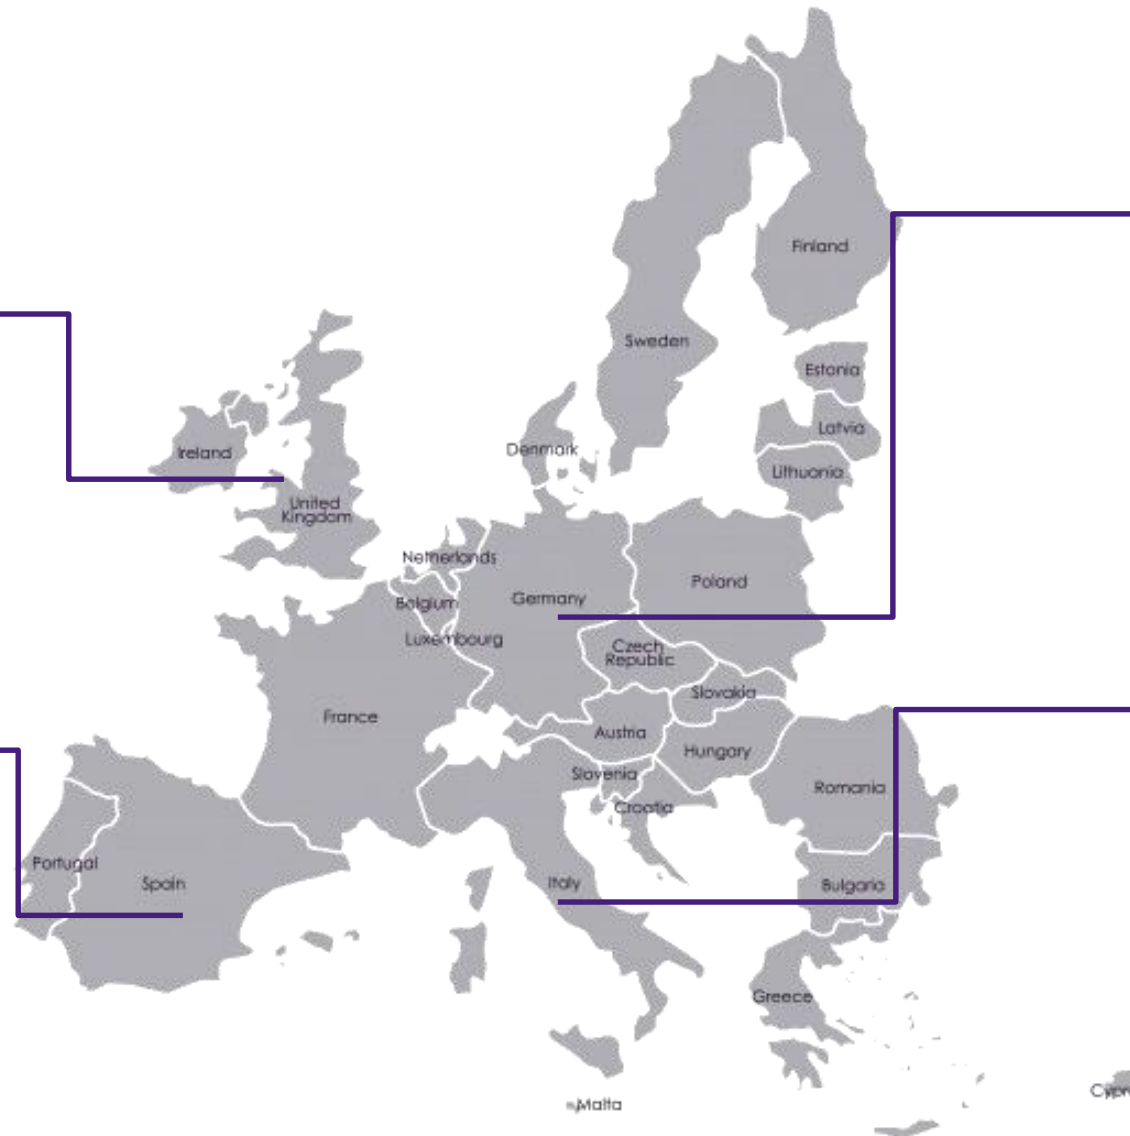 Finland
Sweden
Estonia
Latvia
Denmark
Ireland
Lithuania
United
Kingdom
Netherlands
Poland
Germany
Belgium
Luxembourg
Czech
Republic
Slovakia
France
Austria
Hungary
Slovenia
Romania
Croatia
Portugal
Spain
Italy
Bulgaria
Greece
Malta